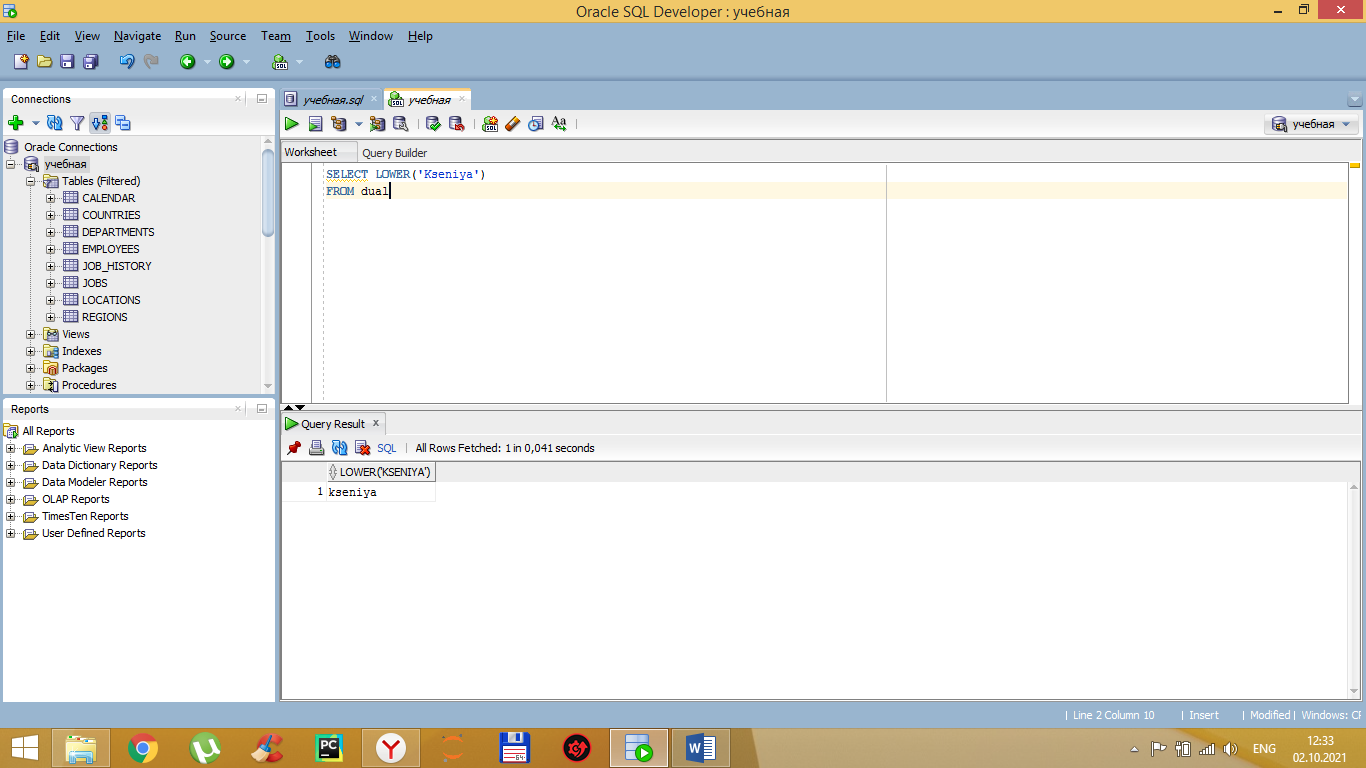 Oracle SQL Developer : учебная
File Edit View Navigate Run Source Team Tools Window Help
Connections
Oracle Connections
учебная
Tables (Filtered)
CALENDAR
COUNTRIES
DEPARTMENTS
EMPLOYEES
JOB_HISTORY
JOBS
LOCATIONS
REGIONS
Views
Indexes
Packages
Procedures
Reports
All Reports
Analytic View Reports
Data Dictionary Reports
Data Modeler Reports
OLAP Reports
TimesTen Reports
User Defined Reports
учебная.sql учебная
учебная
Worksheet Query Builder
SELECT LOWER('Kseniya')
FROM dual
Query Result
SQL | All Rows Fetched: 1 in 0,041 seconds
LOWER('KSENIYA')
1 kseniya
| Line 2 Column 10 | Insert | Modified | Windows: CF
ENG
12:33
02.10.2021